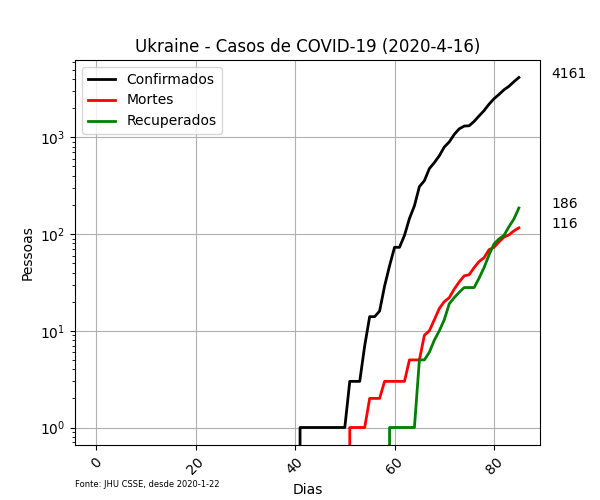 Ukraine - Casos de COVID-19 (2020-4-16)
Confirmados
Mortes
Recuperados
4161
186
116
10³
10²
10¹
10⁰
Pessoas
0 20 40 60 80
Dias
Fonte: JHU CSSE, desde 2020-1-22